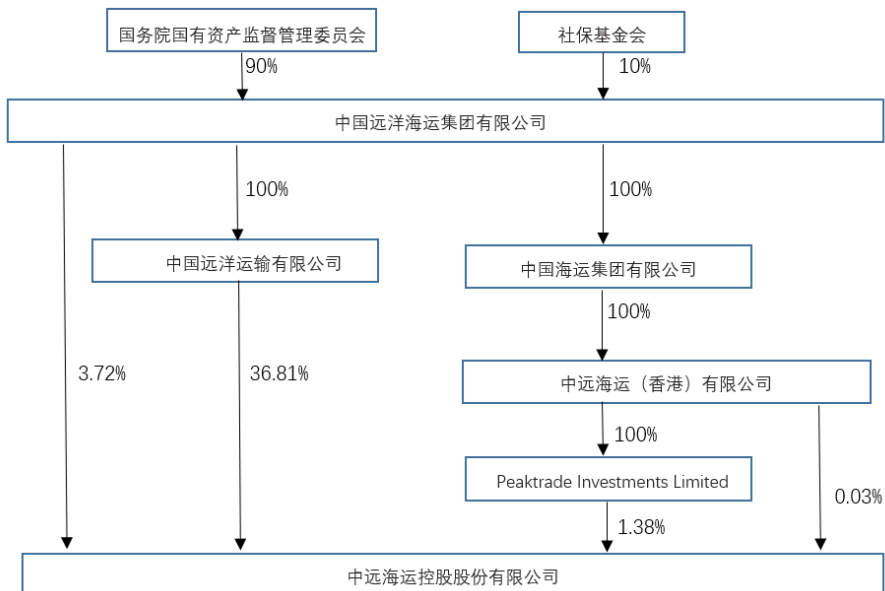 国务院国有资产监督管理委员会
社保基金会
90%
10%
中国远洋海运集团有限公司
100%
100%
中国远洋运输有限公司
中国海运集团有限公司
100%
3.72%
36.81%
中远海运（香港）有限公司
100%
Peaktrade Investments Limited
0.03%
1.38%
中远海运控股股份有限公司